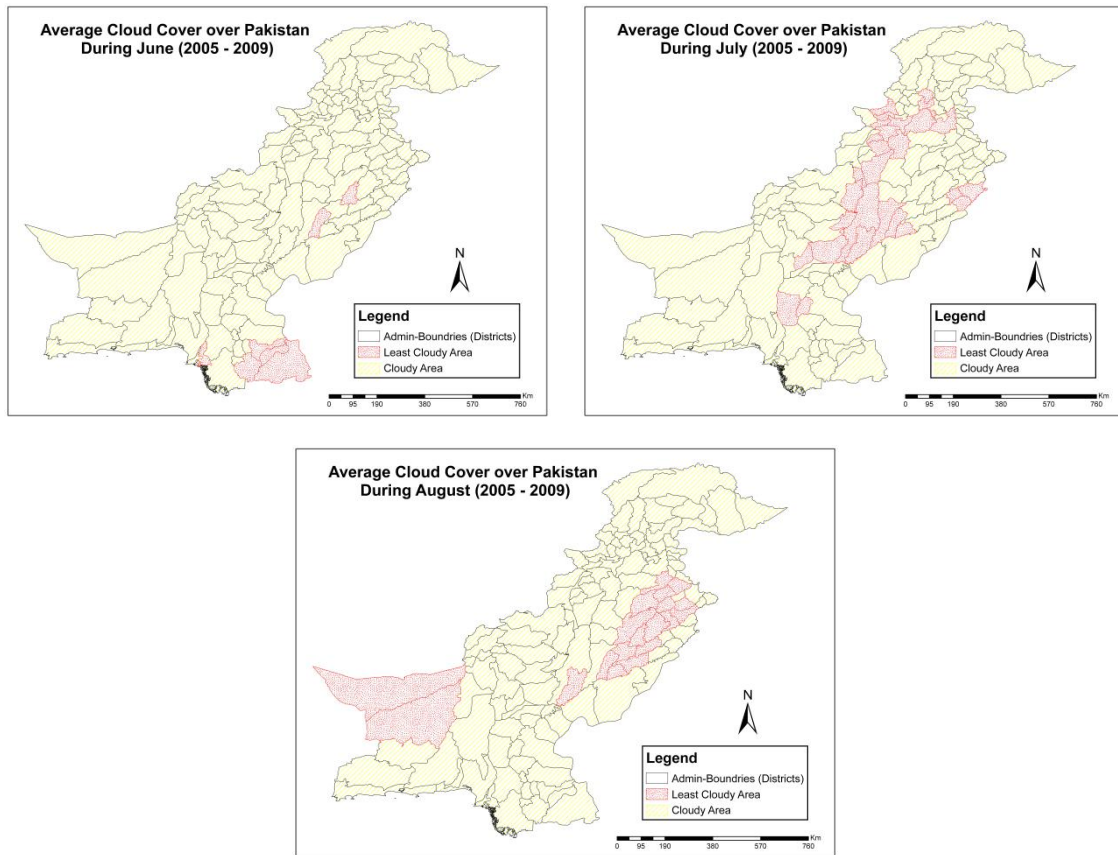 Average Cloud Cover over Pakistan
During June (2005 - 2009)
N
Legend
Admin-Boundries (Districts)
Least Cloudy Area
Cloudy Area
Km
0 95 190 380 570 760
Average Cloud Cover over Pakistan
During July (2005 - 2009)
N
Legend
Admin-Boundries (Districts)
Least Cloudy Area
Cloudy Area
Km
0 95 190 380 570 760
Average Cloud Cover over Pakistan
During August (2005 - 2009)
N
Legend
Admin-Boundries (Districts)
Least Cloudy Area
Cloudy Area
Km
0 95 190 380 570 760